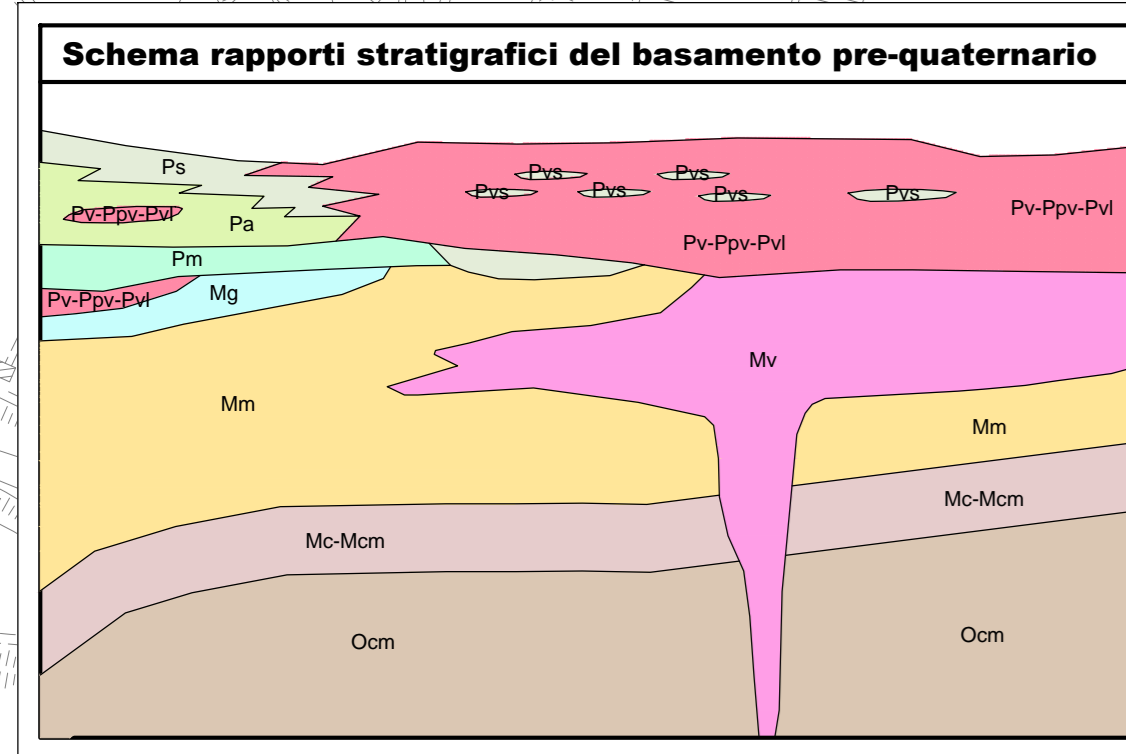 Schema rapporti stratigrafici del basamento pre-quaternario
Ps
Pvs
Pvs
Pvs
Pvs
Pvs
Pvs
Pv-Ppv-Pvl
Pv-Ppv-Pvl
Pa
Pv-Ppv-Pvl
Pm
Pv-Ppv-Pvl
Mg
Mv
Mm
Mm
Mc-Mcm
Mc-Mcm
Ocm
Ocm